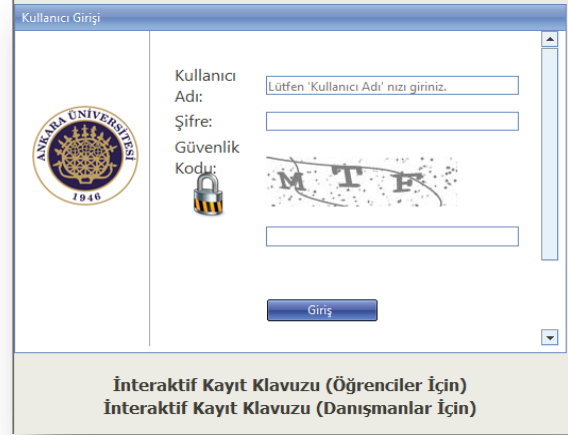 Kullanıcı Girişi
Kullanıcı
Adı:
Lütfen 'Kullanıcı Adı' nızı giriniz.
Şifre:
Güvenlik
Kodu:
M T F
ANKARA ÜNİVERSİTESİ
1946
Giriş
İnteraktif Kayıt Klavuzu (Öğrenciler İçin)
İnteraktif Kayıt Klavuzu (Danışmanlar İçin)